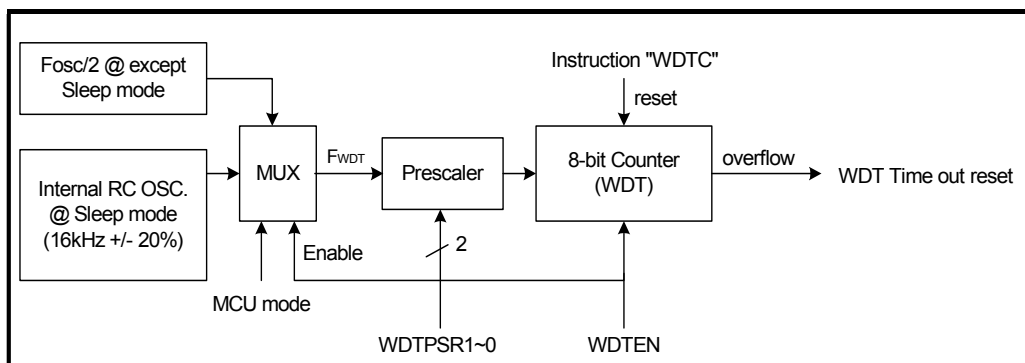 Fosc/2 @ except
Sleep mode
Instruction "WDTC"
reset
Internal RC OSC.
@ Sleep mode
(16kHz +/- 20%)
MUX
FWDT
Prescaler
8-bit Counter
(WDT)
overflow
WDT Time out reset
Enable
2
MCU mode
WDTPSR1~0
WDTEN